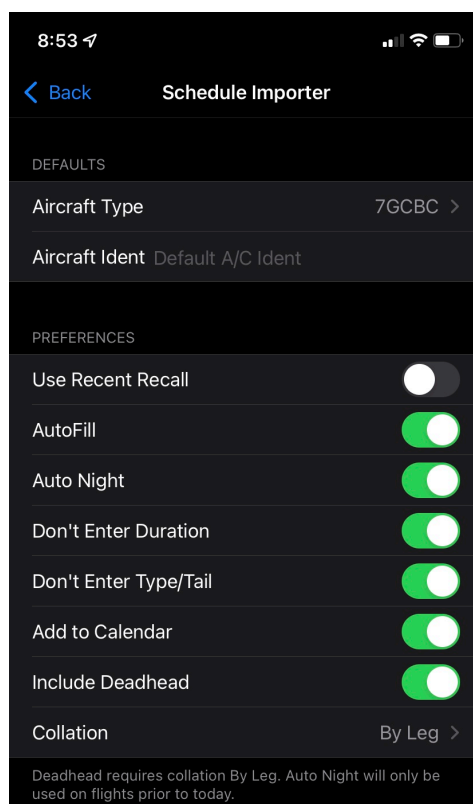 8:53
Back Schedule Importer
DEFAULTS
Aircraft Type 7GCBC
Aircraft Ident Default A/C Ident
PREFERENCES
Use Recent Recall
AutoFill
Auto Night
Don't Enter Duration
Don't Enter Type/Tail
Add to Calendar
Include Deadhead
Collation By Leg
Deadhead requires collation By Leg. Auto Night will only be
used on flights prior to today.